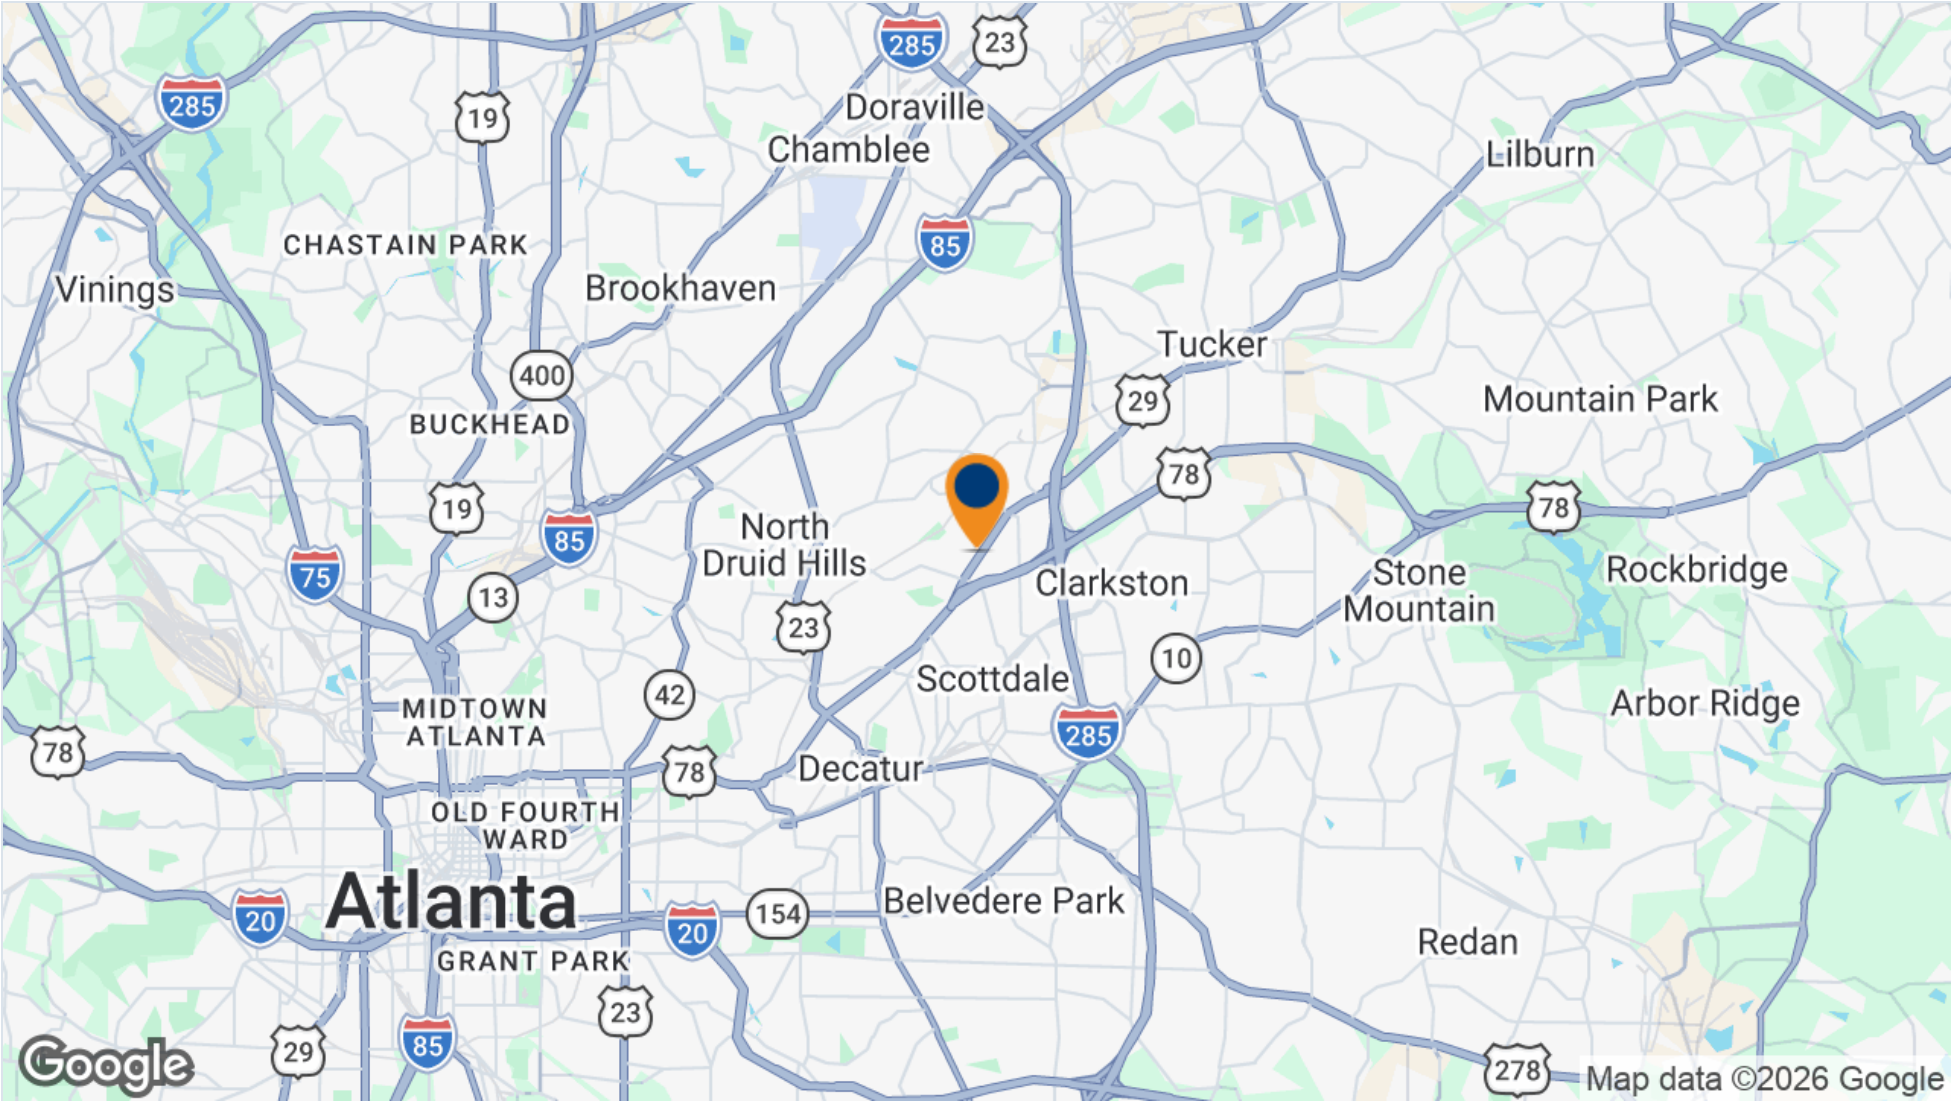 285
23
285
19
Doraville
Chamblee
Lilburn
85
CHASTAIN PARK
Vinings
Brookhaven
Tucker
400
29
Mountain Park
BUCKHEAD
78
19
78
North
Druid Hills
85
75
Clarkston
Stone
Mountain
Rockbridge
13
23
10
Scottdale
42
Arbor Ridge
MIDTOWN
ATLANTA
285
78
78
Decatur
OLD FOURTH
WARD
Atlanta
Belvedere Park
20
154
20
Redan
GRANT PARK
23
85
29
Google
278
Map data ©2026 Google